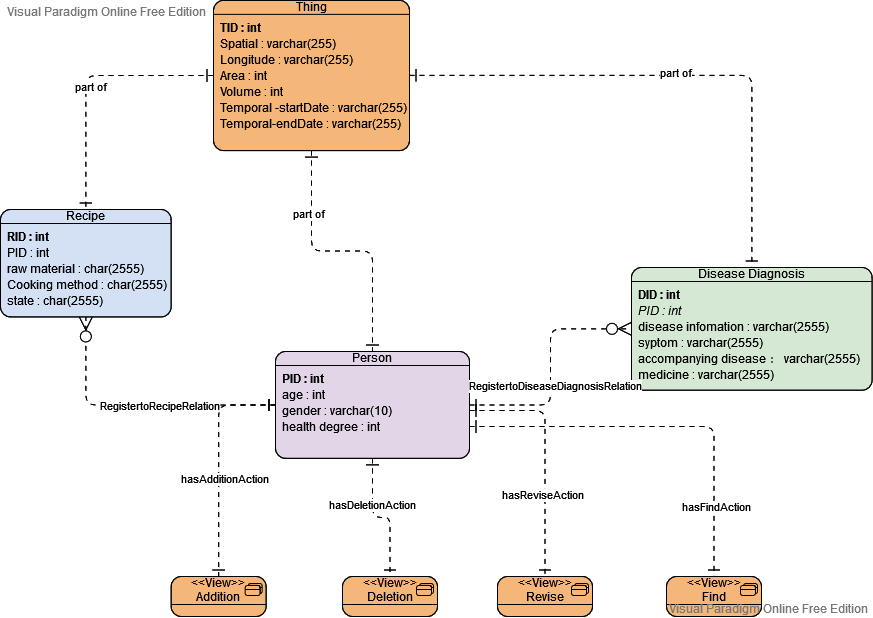 Visual Paradigm Online Free Edition
Thing
TID : int
Spatial : varchar(255)
Longitude : varchar(255)
Area : int
Volume : int
Temporal -startDate : varchar(255)
Temporal-endDate : varchar(255)
part of
part of
part of
Recipe
RID : int
PID : int
raw material : char(2555)
Cooking method : char(2555)
state : char(2555)
Disease Diagnosis
DID : int
PID : int
disease infomation : varchar(255)
syptom : varchar(255)
accompanying disease： varchar(255)
medicine : varchar(255)
Person
PID : int
age : int
gender : varchar(10)
health degree : int
RegistertoDiseaseDiagnosisRelation
RegistertoRecipeRelation
hasAdditionAction
hasDeletionAction
hasReviseAction
hasFindAction
<<View>>
Addition
<<View>>
Deletion
<<View>>
Revise
<<View>>
Find
Visual Paradigm Online Free Edition